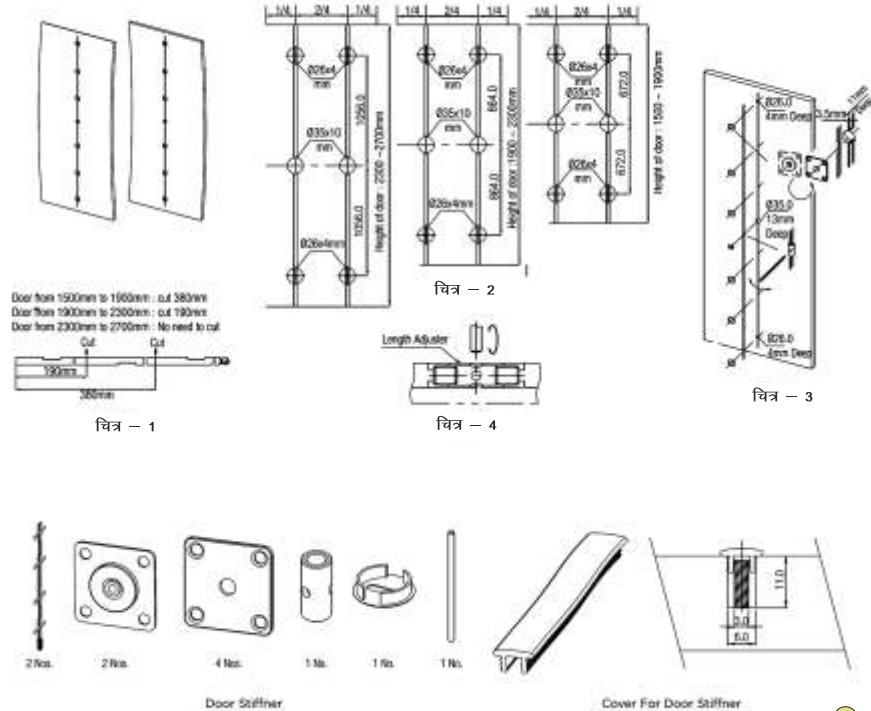 1/4 2/4 1/4
Ø26x4
mm
1056.0
Ø35x10
mm
1056.0
Ø26x4mm
Height of door : 2300 ~2700mm
1/4 2/4 1/4
Ø26x4
mm
664.0
Ø35x10
mm
864.0
Ø26x4mm
Height of door :1900 ~ 2300mm
1/4 2/4 1/4
Ø26x4
mm
672.0
Ø35x10
mm
672.0
Ø26x4
mm
Height of door : 1500 ~ 1900mm
चित्र – 2
Ø26.0
4mm Deep
3.5mm
11mm
Deep
Ø35.0
13mm
Deep
Ø26.0
4mm Deep
चित्र – 3
Door from 1500mm to 1900mm : cut 380mm
Door from 1900mm to 2300mm : cut 190mm
Door from 2300mm to 2700mm : No need to cut
Cut Cut
190mm
380mm
चित्र – 1
Length Adjuster
चित्र – 4
2 Nos. 2 Nos. 4 Nos. 1 No. 1 No. 1 No.
11.0
3.0
6.0
Door Stiffner
Cover For Door Stiffner